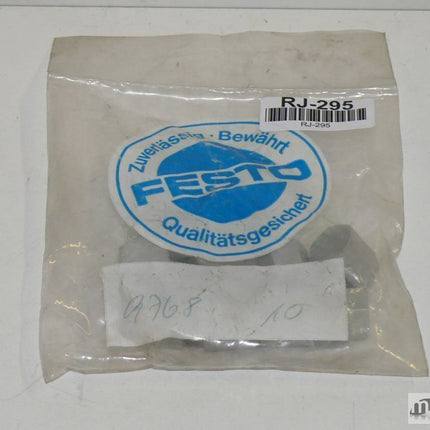 RJ-295
RJ-295
Zuverlässig · Bewährt
FESTO
Qualitätsgesichert
9768 10